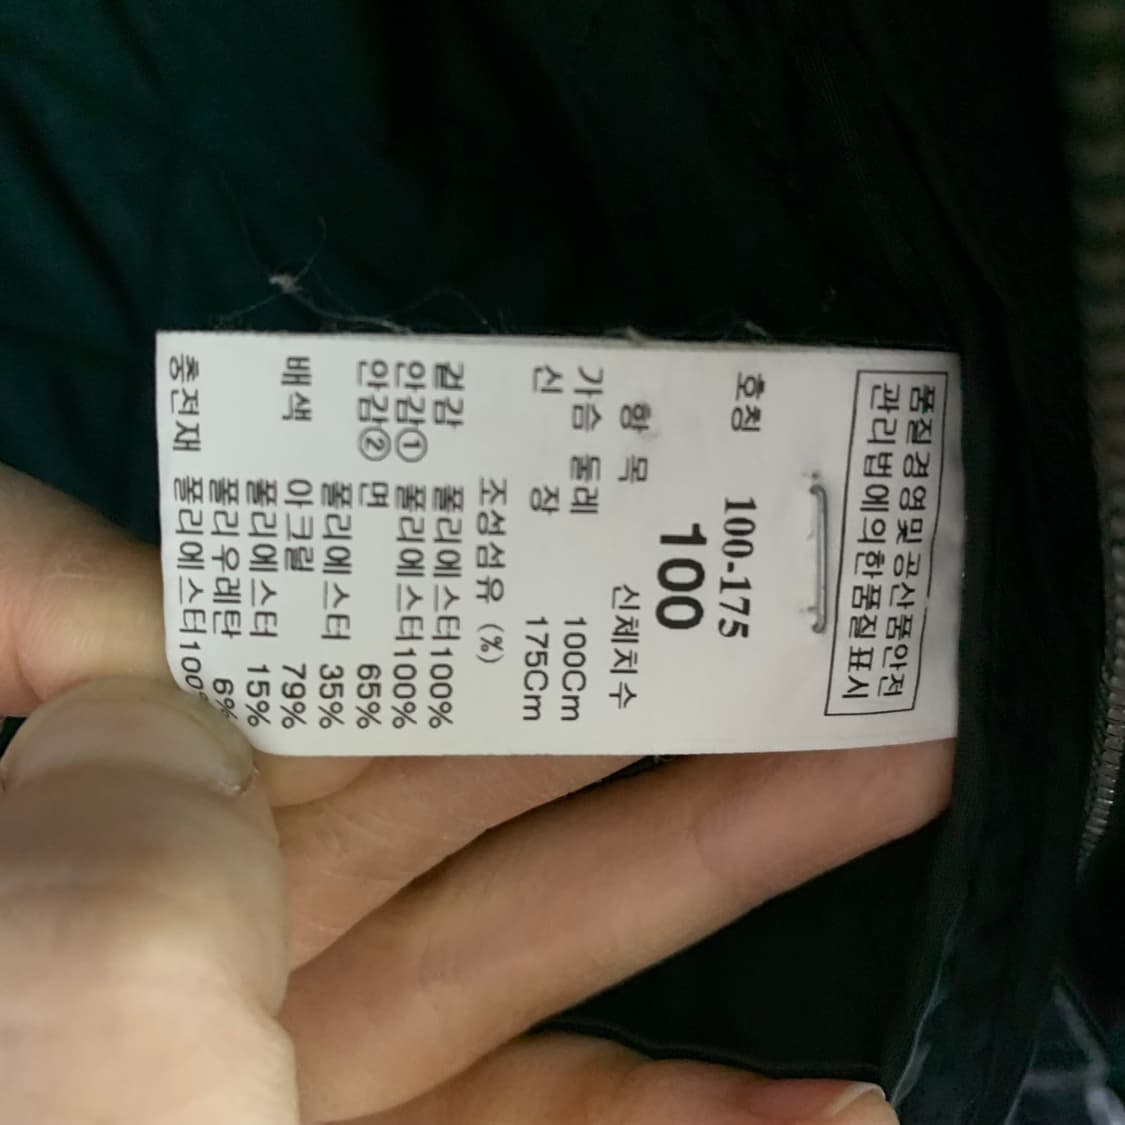 품질경영및공산품안전
관리법에의한품질표시
호칭 100-175
100
항목 신체치수
가슴둘레 100Cm
신장 175Cm
조성섬유 (%)
겉감 폴리에스터100%
안감① 폴리에스터100%
안감② 면 65%
폴리에스터 35%
배색 아크릴 79%
폴리에스터 15%
폴리우레탄 6%
충전재 폴리에스터100%